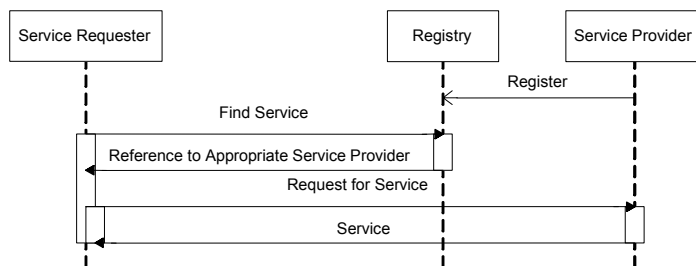 Service Requester
Registry
Service Provider
Register
Find Service
Reference to Appropriate Service Provider
Request for Service
Service